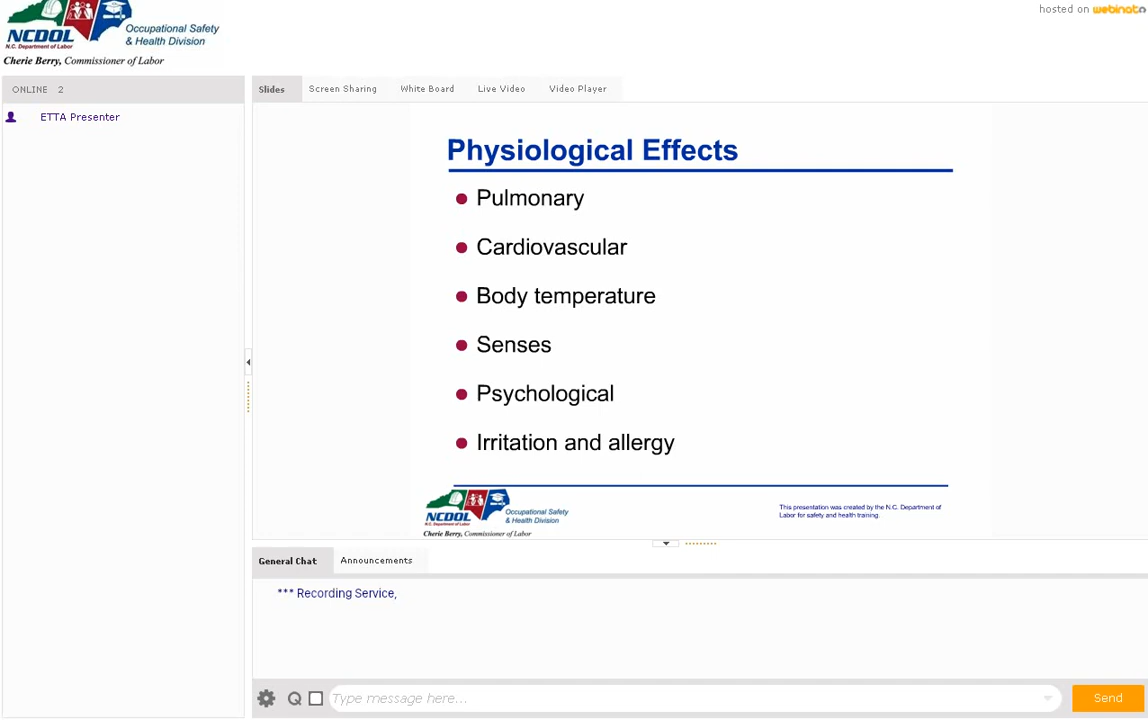 hosted on webinato
NCDOL
N.C. Department of Labor
Occupational Safety
& Health Division
Cherie Berry, Commissioner of Labor
ONLINE 2
ETTA Presenter
Slides
Screen Sharing
White Board
Live Video
Video Player
Physiological Effects
Pulmonary
Cardiovascular
Body temperature
Senses
Psychological
Irritation and allergy
NCDOL
N.C. Department of Labor
Occupational Safety
& Health Division
Cherie Berry, Commissioner of Labor
This presentation was created by the N.C. Department of
Labor for safety and health training.
General Chat
Announcements
*** Recording Service,
Q
Type message here...
Send